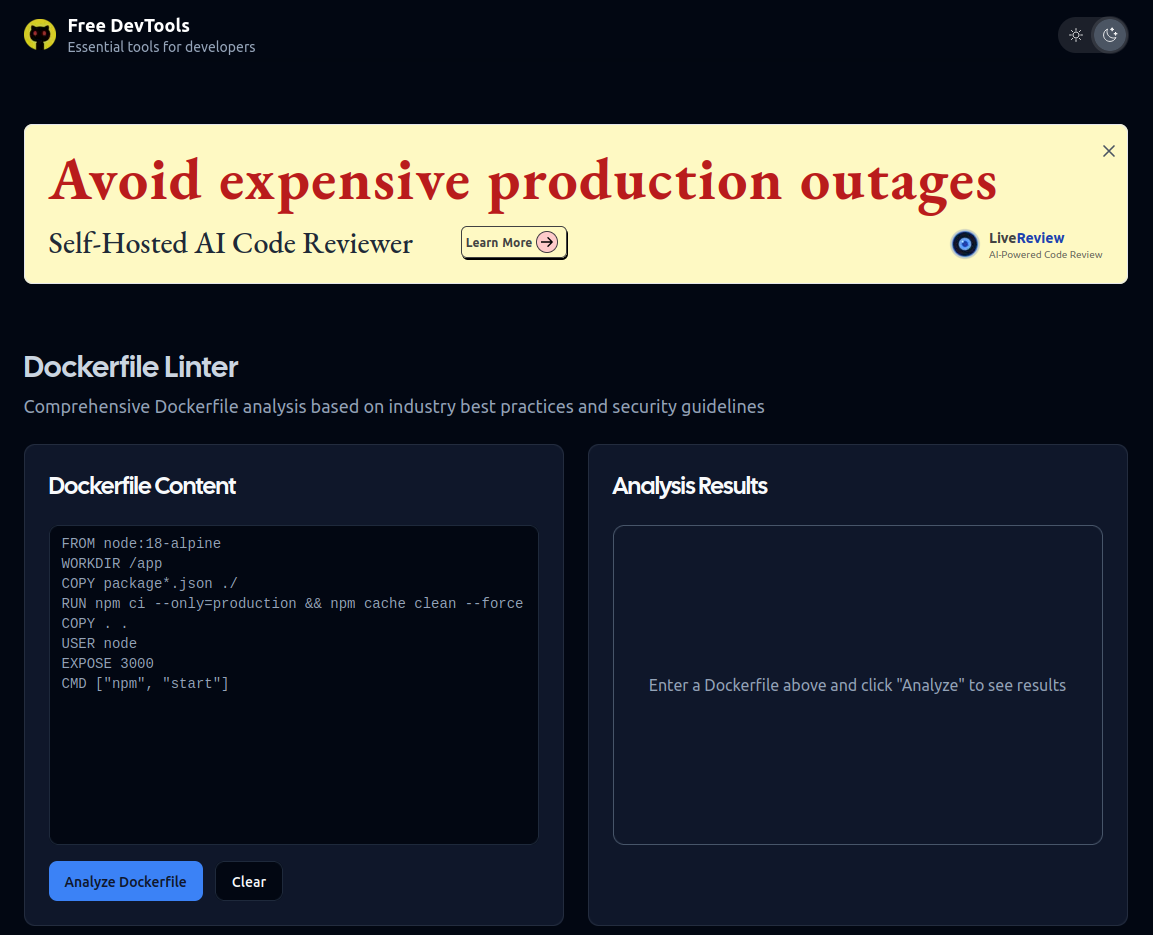 Free DevTools
Essential tools for developers
Avoid expensive production outages
Self-Hosted AI Code Reviewer
Learn More
LiveReview
AI-Powered Code Review
Dockerfile Linter
Comprehensive Dockerfile analysis based on industry best practices and security guidelines
Dockerfile Content
FROM node:18-alpine
WORKDIR /app
COPY package*.json ./
RUN npm ci --only=production && npm cache clean --force
COPY . .
USER node
EXPOSE 3000
CMD ["npm", "start"]
Analyze Dockerfile
Clear
Analysis Results
Enter a Dockerfile above and click "Analyze" to see results